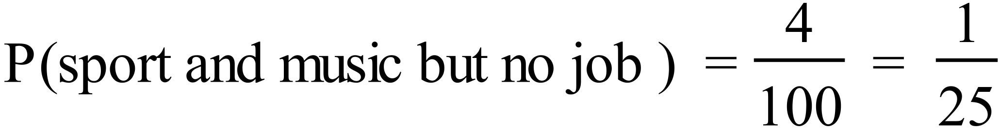 P(sport and music but no job ) = 4/100 = 1/25